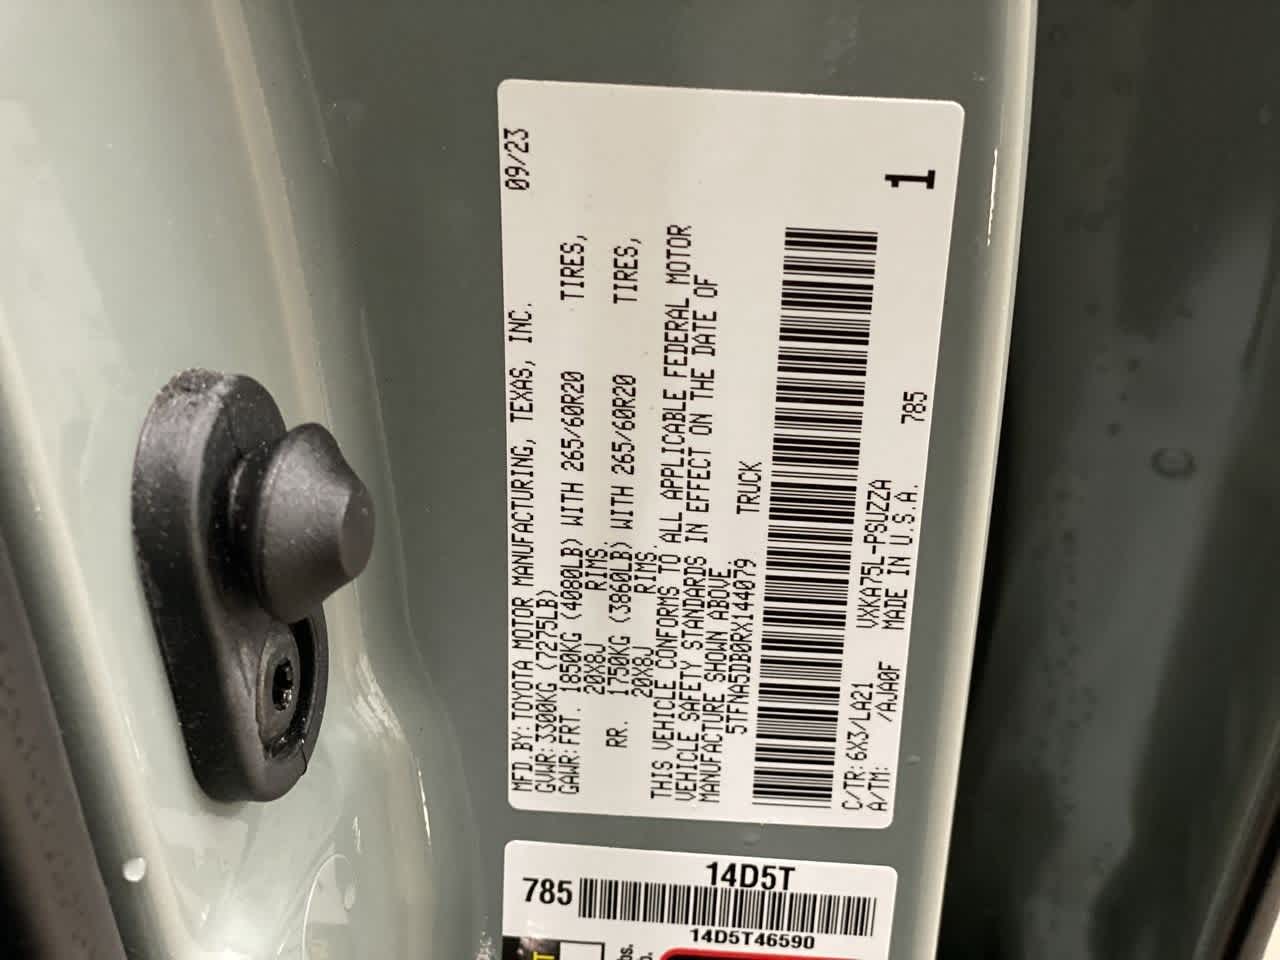 MFD BY: TOYOTA MOTOR MANUFACTURING, TEXAS, INC. 09/23
GVWR: 3300KG (7275LB)
GAWR: FRT. 1850KG (4080LB) WITH 265/60R20 TIRES,
20X8J RIMS
RR. 1750KG (3860LB) WITH 265/60R20 TIRES,
20X8J RIMS.
THIS VEHICLE CONFORMS TO ALL APPLICABLE FEDERAL MOTOR
VEHICLE SAFETY STANDARDS IN EFFECT ON THE DATE OF
MANUFACTURE SHOWN ABOVE.
5TFNA5DB0RX144079 TRUCK
1
C/TR: 6X3/LA21 VXKA75L-PSUZZA 785
A/TM: /AJA0F MADE IN U.S.A.
14D5T
785
14D5T46590